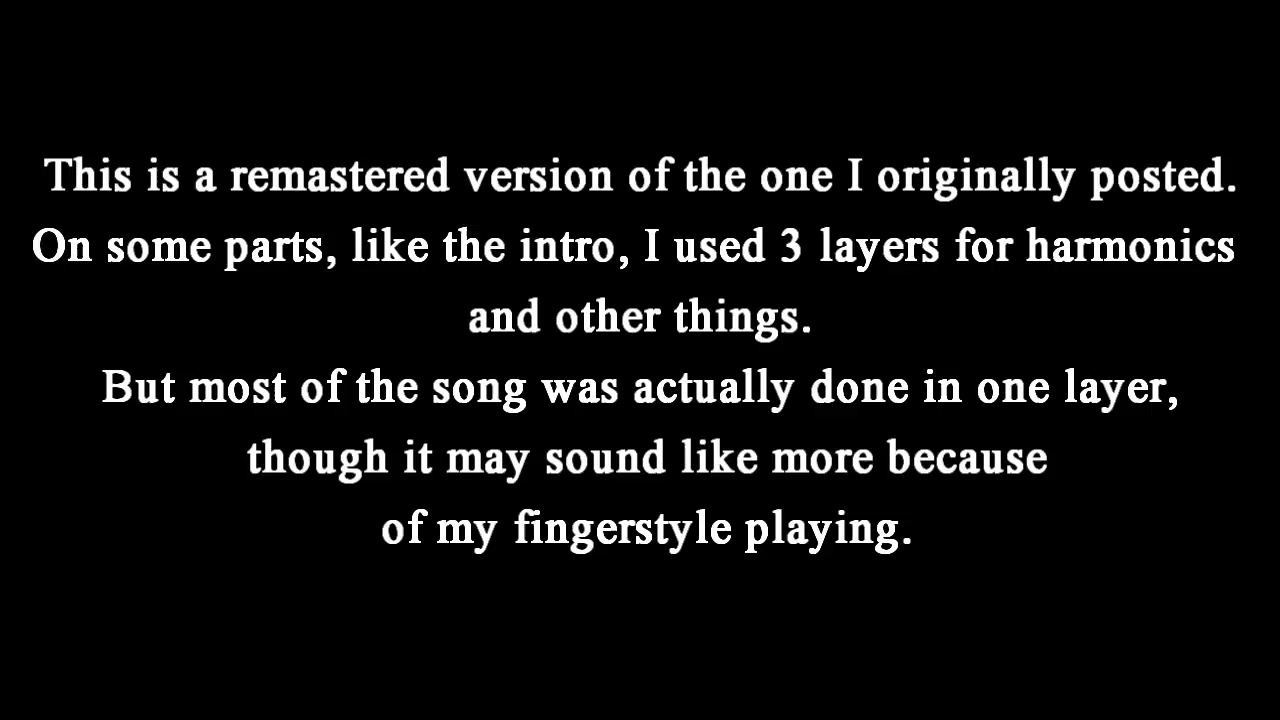 This is a remastered version of the one I originally posted.
On some parts, like the intro, I used 3 layers for harmonics
and other things.
But most of the song was actually done in one layer,
though it may sound like more because
of my fingerstyle playing.